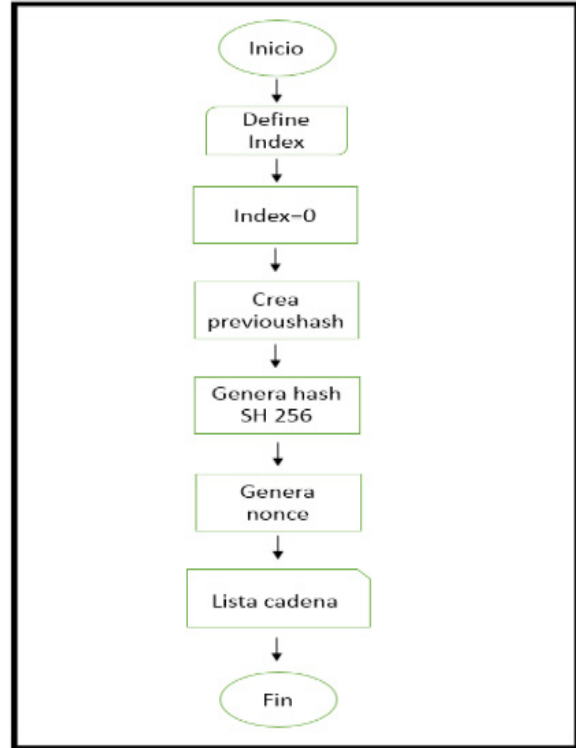 Inicio
Define
Index
Index=0
Crea
previoushash
Genera hash
SH 256
Genera
nonce
Lista cadena
Fin